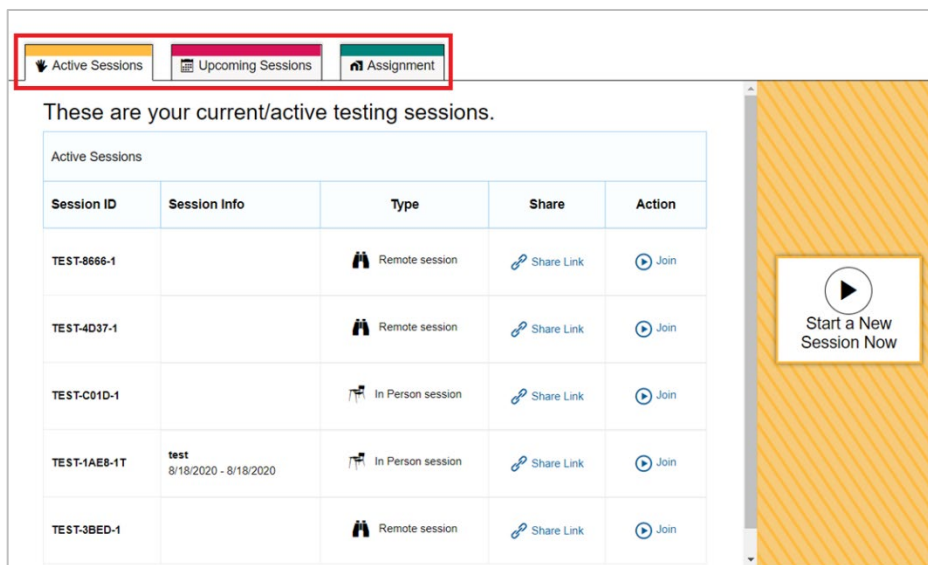 Active Sessions Upcoming Sessions Assignment
These are your current/active testing sessions.
Active Sessions
Session ID Session Info Type Share Action
TEST-8666-1 Remote session Share Link Join
TEST-4D37-1 Remote session Share Link Join
TEST-C01D-1 In Person session Share Link Join
TEST-1AE8-1T test In Person session Share Link Join
8/18/2020 - 8/18/2020
TEST-3BED-1 Remote session Share Link Join
Start a New
Session Now